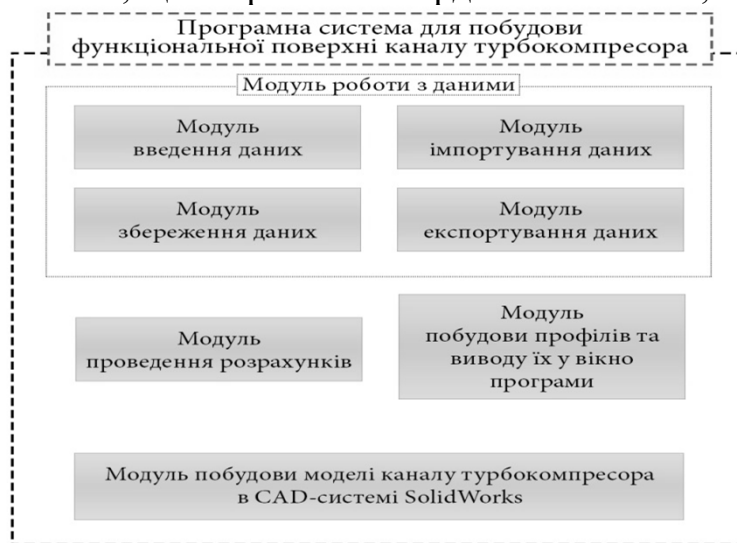 Програмна система для побудови
функціональної поверхні каналу турбокомпресора
Модуль роботи з даними
Модуль
введення даних
Модуль
імпортування даних
Модуль
збереження даних
Модуль
експортування даних
Модуль
проведення розрахунків
Модуль
побудови профілів та
виводу їх у вікно
програми
Модуль побудови моделі каналу турбокомпресора
в CAD-системі SolidWorks